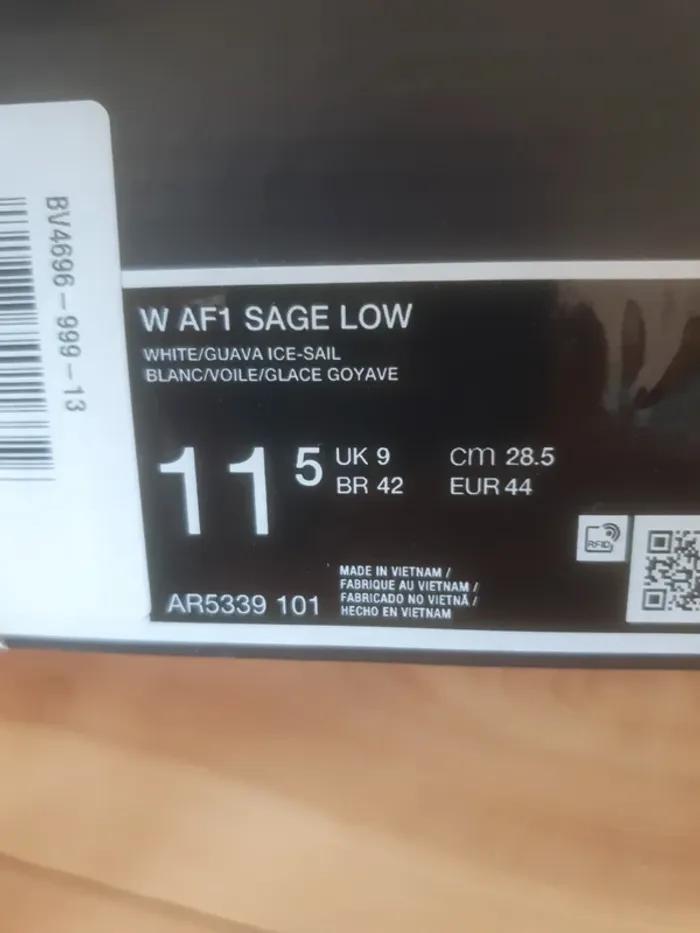 BV4696-999-13
W AF1 SAGE LOW
WHITE/GUAVA ICE-SAIL
BLANC/VOILE/GLACE GOYAVE
11 5
UK 9 cm 28.5
BR 42 EUR 44
RFID
MADE IN VIETNAM /
FABRIQUE AU VIETNAM /
FABRICADO NO VIETNÃ /
HECHO EN VIETNAM
AR5339 101